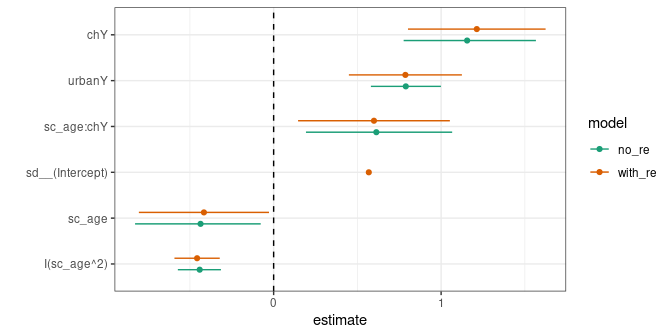 chY
urbanY
sc_age:chY
sd__(Intercept)
sc_age
I(sc_age^2)
0
1
estimate
model
no_re
with_re